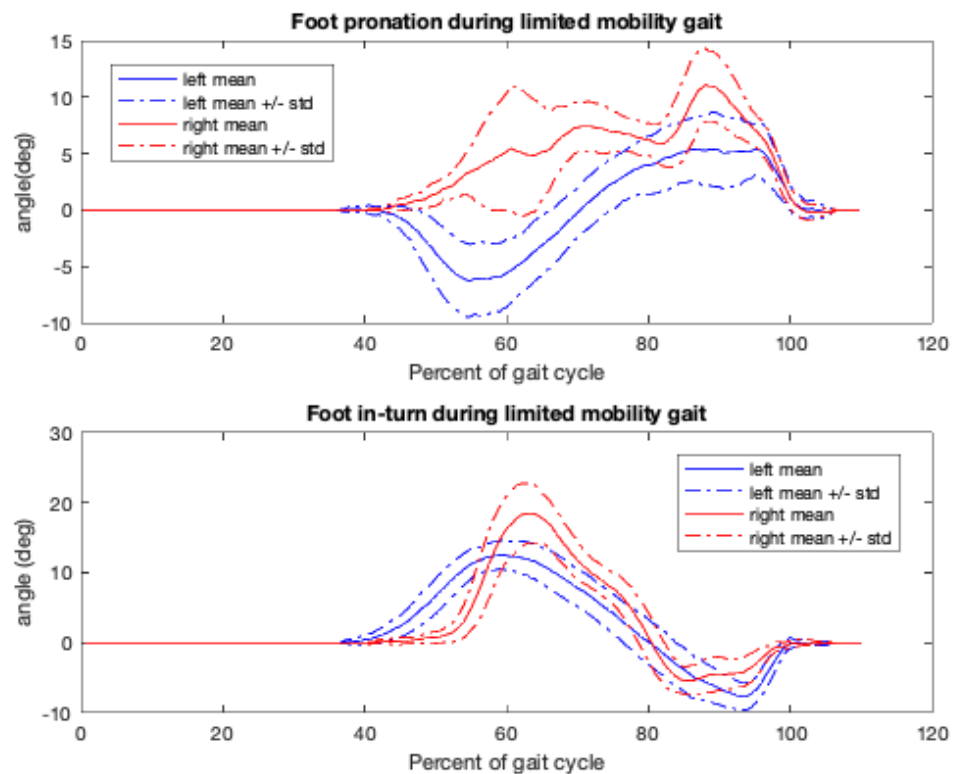 Foot pronation during limited mobility gait
15
10
5
0
-5
-10
angle(deg)
left mean
left mean +/- std
right mean
right mean +/- std
0 20 40 60 80 100 120
Percent of gait cycle
Foot in-turn during limited mobility gait
30
20
10
0
-10
angle (deg)
left mean
left mean +/- std
right mean
right mean +/- std
0 20 40 60 80 100 120
Percent of gait cycle